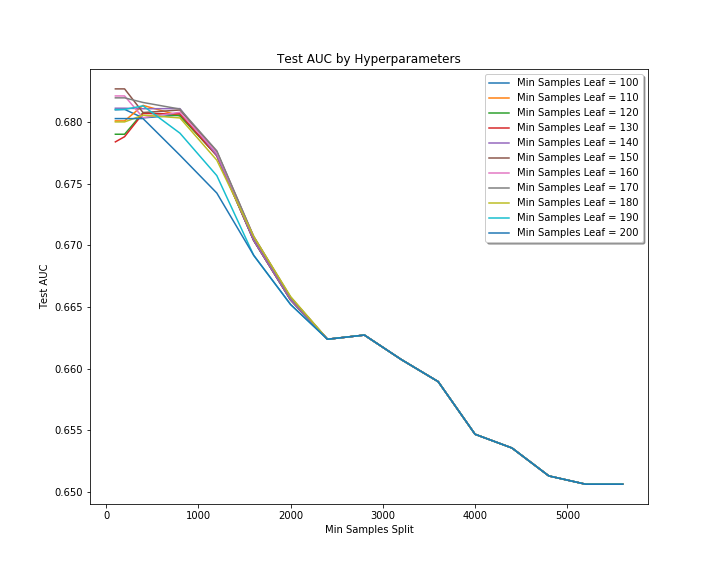 Test AUC by Hyperparameters
Min Samples Leaf = 100
Min Samples Leaf = 110
Min Samples Leaf = 120
Min Samples Leaf = 130
Min Samples Leaf = 140
Min Samples Leaf = 150
Min Samples Leaf = 160
Min Samples Leaf = 170
Min Samples Leaf = 180
Min Samples Leaf = 190
Min Samples Leaf = 200
Test AUC
0.680
0.675
0.670
0.665
0.660
0.655
0.650
0 1000 2000 3000 4000 5000
Min Samples Split